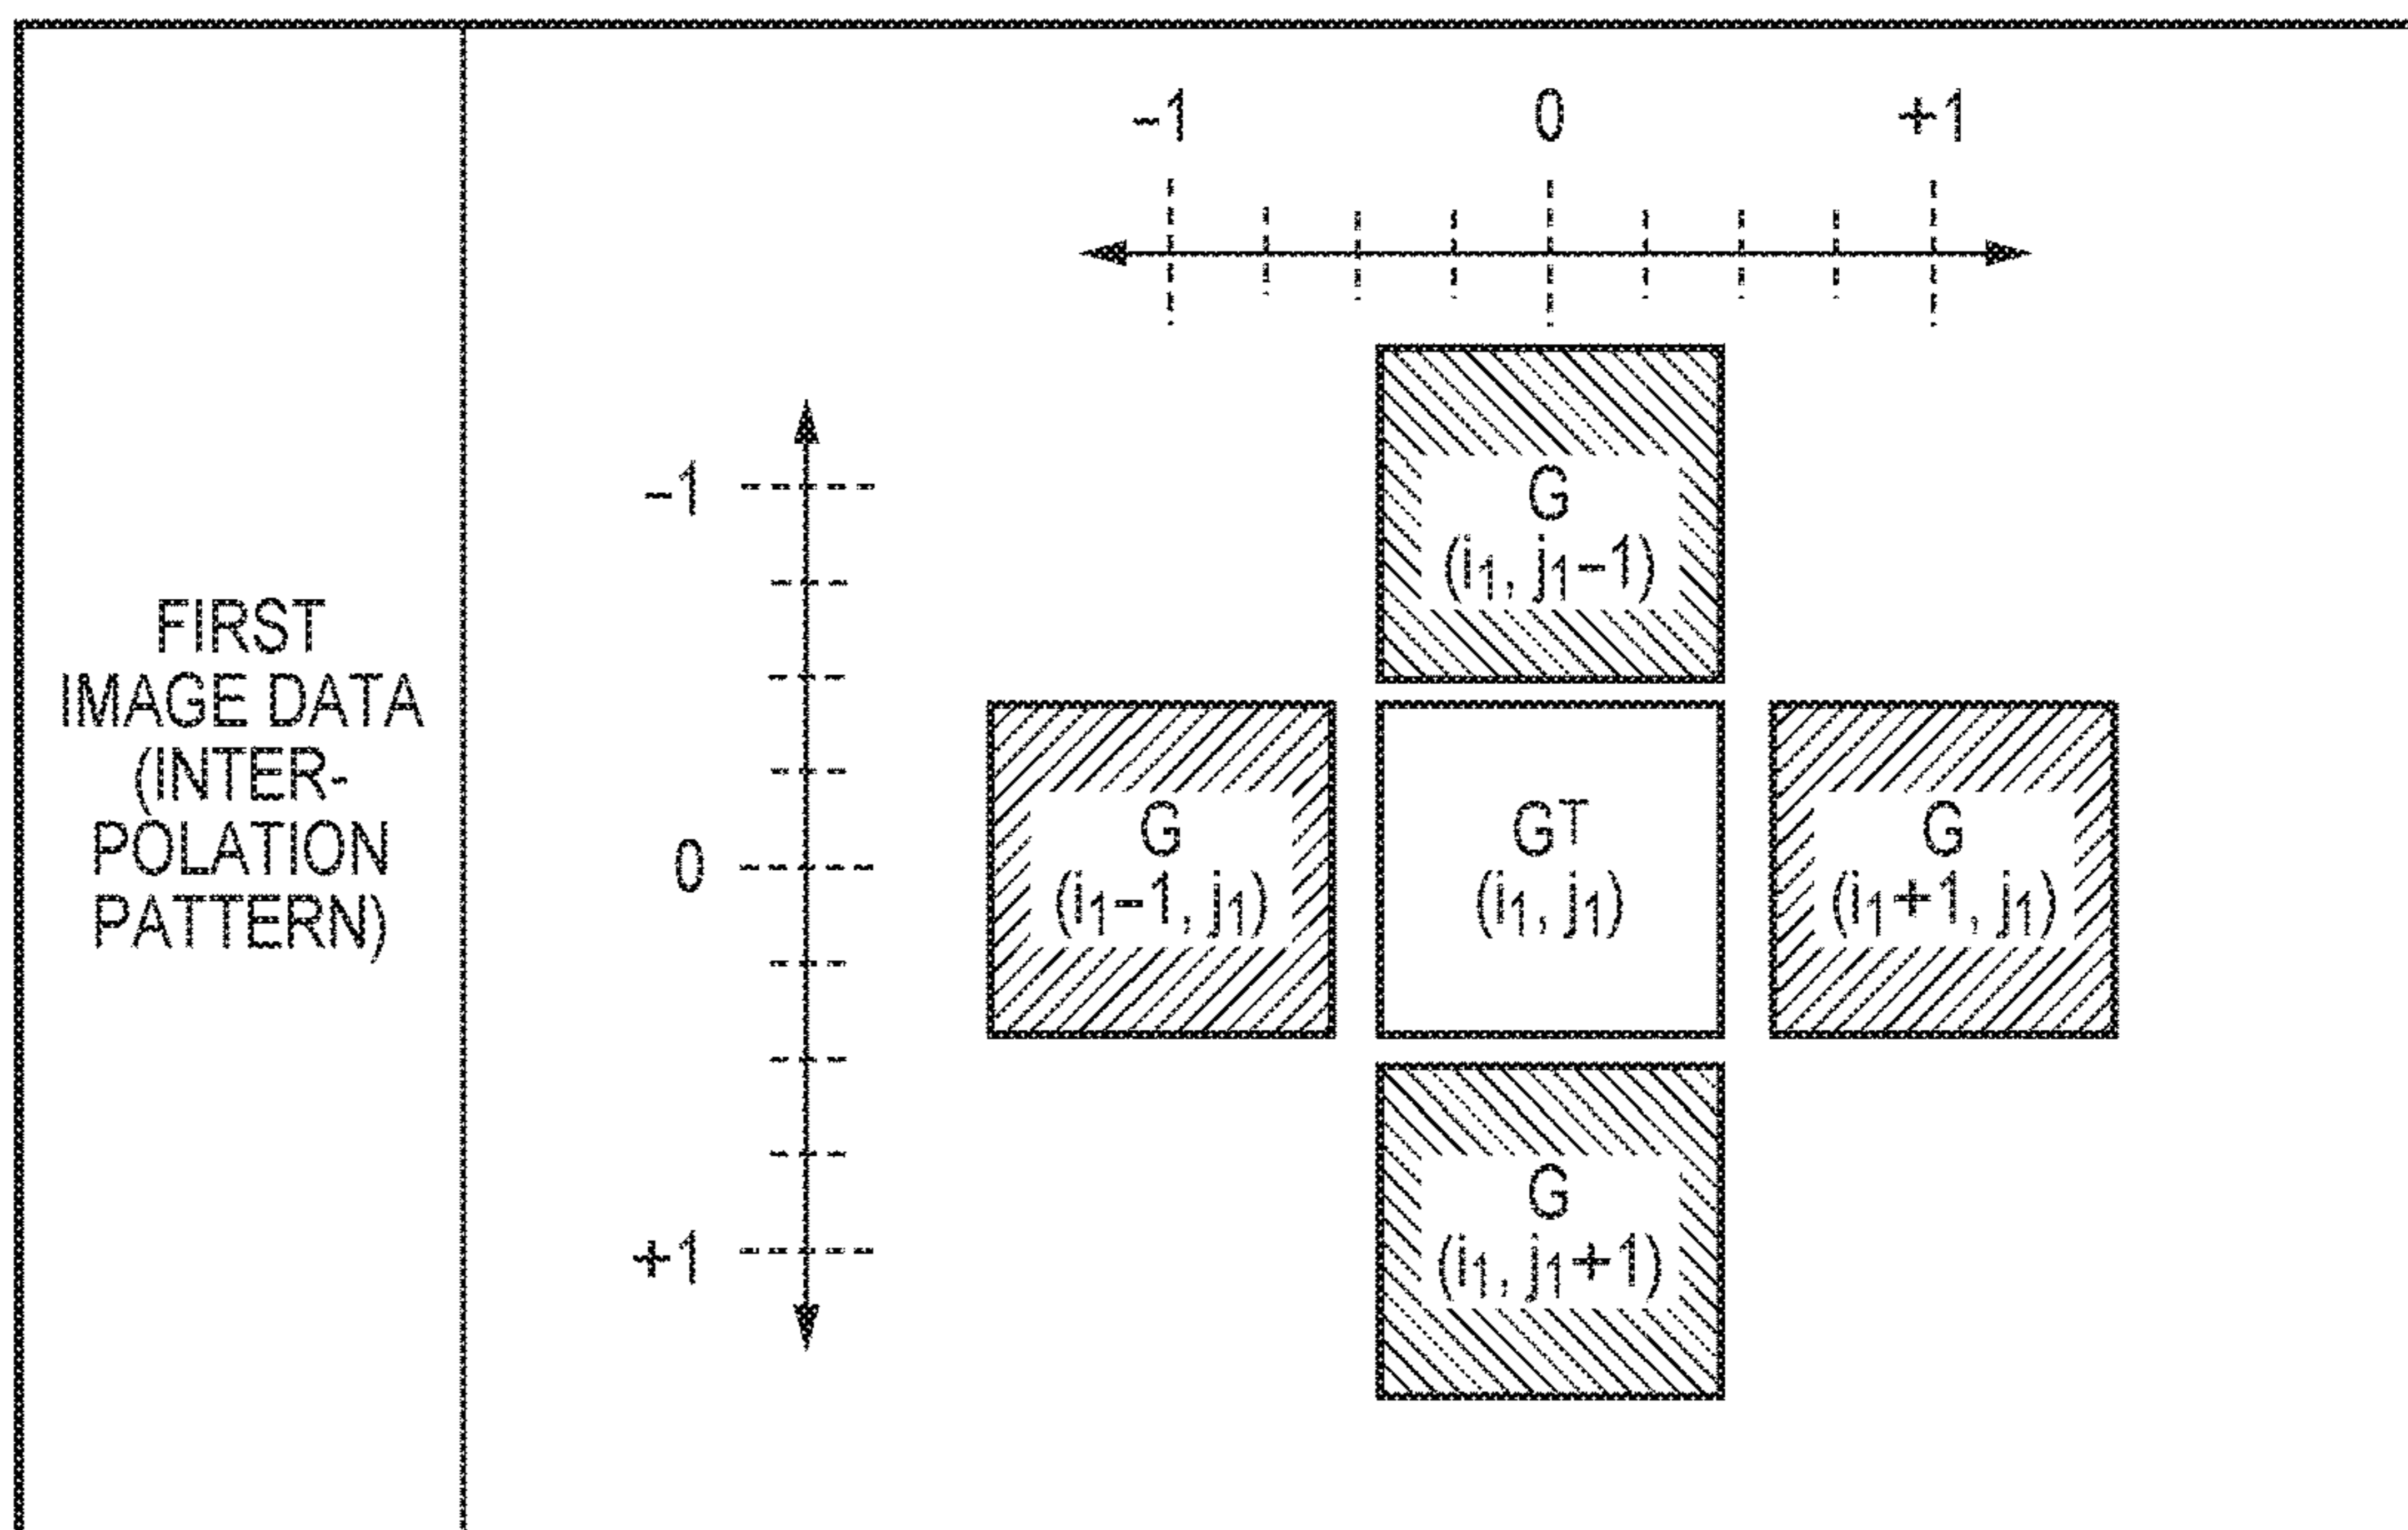 -1 0 +1
FIRST
IMAGE DATA
(INTER-
POLATION
PATTERN)
-1
0
+1
G
(i₁, j₁-1)
G
(i₁-1, j₁)
Gᵀ
(i₁, j₁)
G
(i₁+1, j₁)
G
(i₁, j₁+1)